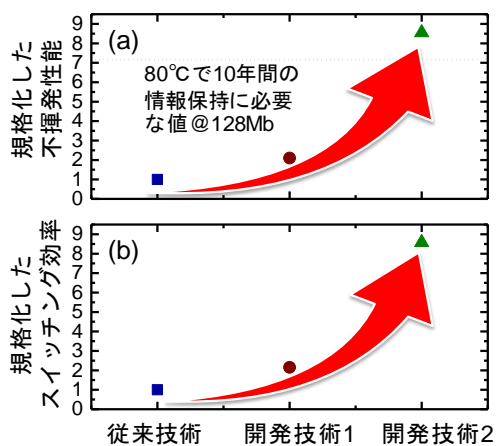 規格化した
不揮発性能
9
8
7
6
5
4
3
2
1
0
(a)
80℃で10年間の
情報保持に必要
な値@128Mb
規格化した
スイッチング効率
9
8
7
6
5
4
3
2
1
0
(b)
従来技術 開発技術1 開発技術2